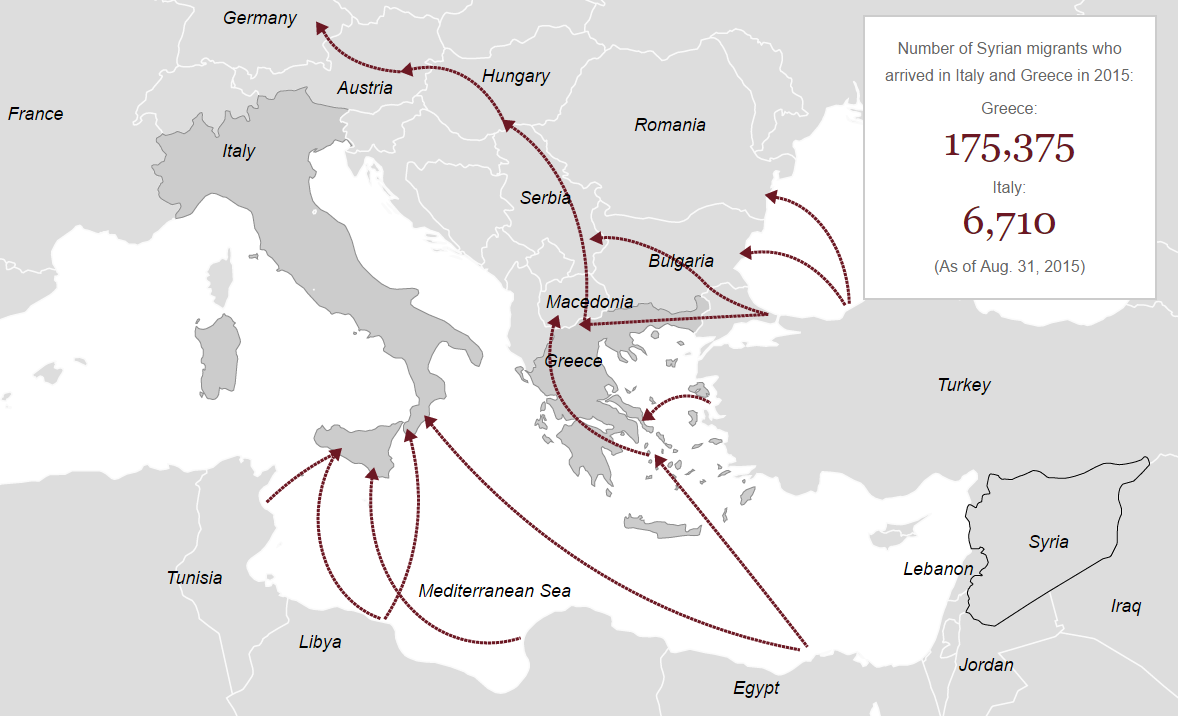 Germany
Number of Syrian migrants who
arrived in Italy and Greece in 2015:
Greece:
175,375
Italy:
6,710
(As of Aug. 31, 2015)
Hungary
Austria
France
Romania
Italy
Serbia
Bulgaria
Macedonia
Greece
Turkey
Syria
Lebanon
Tunisia
Mediterranean Sea
Iraq
Libya
Jordan
Egypt